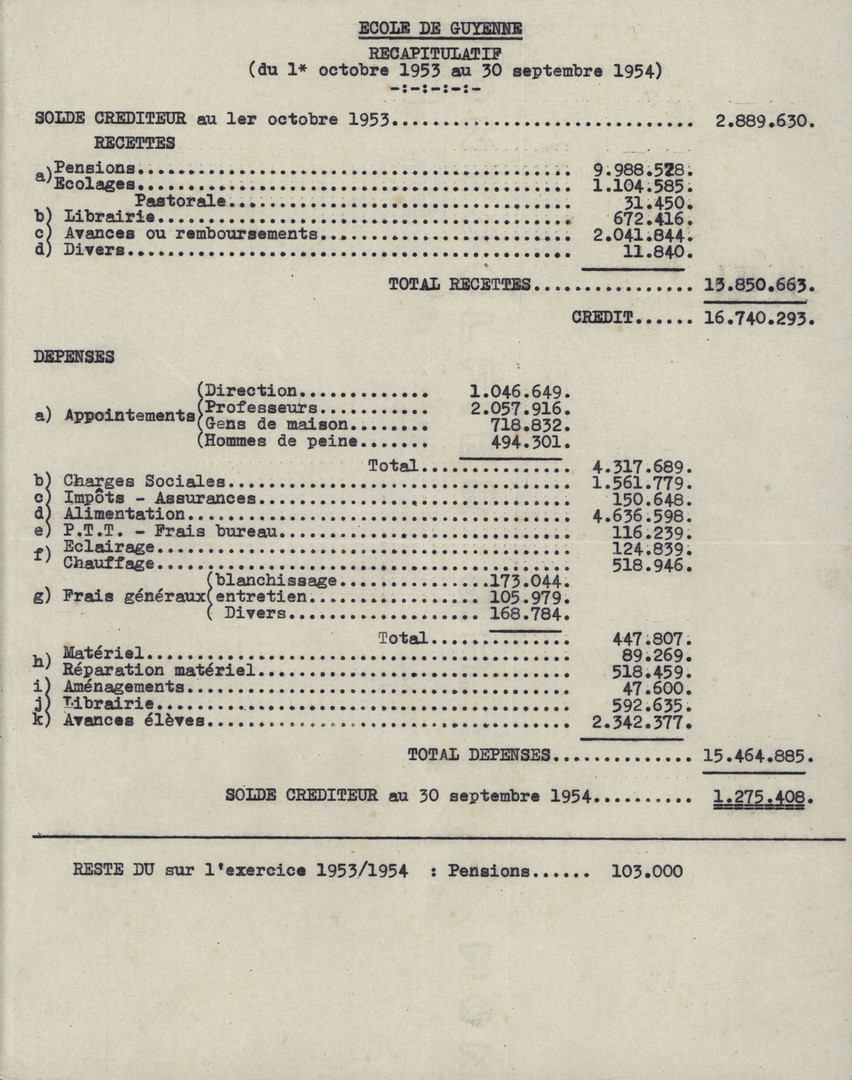 ECOLE DE GUYENNE
RECAPITULATIF
(du 1* octobre 1953 au 30 septembre 1954)
-:-:-:-:-
SOLDE CREDITEUR au 1er octobre 1953............................... 2.889.630.
RECETTES
a) Pensions............................................. 9.988.528.
Ecolages............................................. 1.104.585.
Pastorale................................... 31.450.
b) Librairie........................................... 672.416.
c) Avances ou remboursements.......................... 2.041.844.
d) Divers.............................................. 11.840.
TOTAL RECETTES................ 13.850.663.
CREDIT...... 16.740.293.
DEPENSES
(Direction............. 1.046.649.
a) Appointements(Professeurs........... 2.057.916.
(Gens de maison........ 718.832.
(Hommes de peine....... 494.301.
Total............... 4.317.689.
b) Charges Sociales................................... 1.561.779.
c) Impôts - Assurances................................ 150.648.
d) Alimentation....................................... 4.636.598.
e) P.T.T. - Frais bureau.............................. 116.239.
f) Eclairage.......................................... 124.839.
Chauffage.......................................... 518.946.
(blanchissage...............173.044.
g) Frais généraux(entretien.................. 105.979.
( Divers.................... 168.784.
Total.............. 447.807.
h) Matériel........................................... 89.269.
Réparation matériel................................ 518.459.
i) Aménagements....................................... 47.600.
j) Librairie.......................................... 592.635.
k) Avances élèves..................................... 2.342.377.
TOTAL DEPENSES.............. 15.464.885.
SOLDE CREDITEUR au 30 septembre 1954.......... 1.275.408.
RESTE DU sur l'exercice 1953/1954 : Pensions...... 103.000